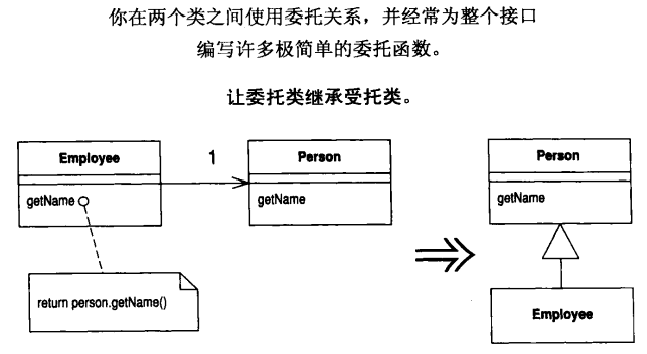 你在两个类之间使用委托关系，并经常为整个接口
编写许多极简单的委托函数。
让委托类继承受托类。
Employee
1
Person
Person
getName
getName
getName
return person.getName()
Employee